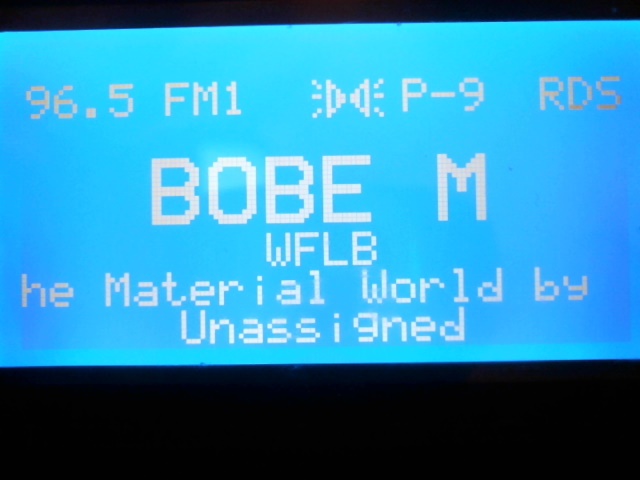 96.5 FM1 P-9 RDS
BOBE M
WFLB
he Material World by
Unassigned